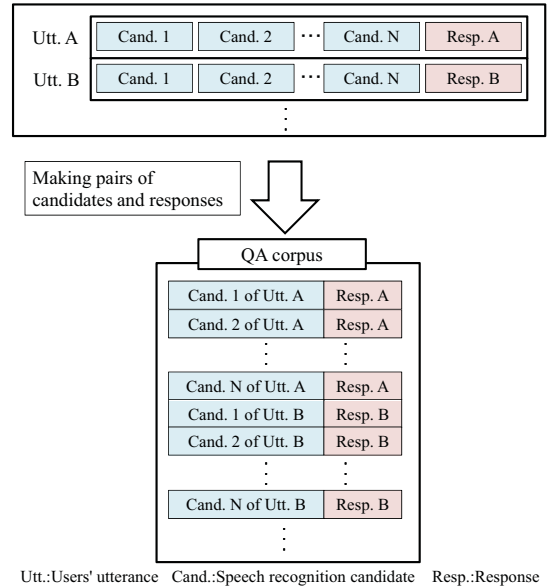 Utt. A Cand. 1 Cand. 2 ··· Cand. N Resp. A
Utt. B Cand. 1 Cand. 2 ··· Cand. N Resp. B
Making pairs of
candidates and responses
QA corpus
Cand. 1 of Utt. A Resp. A
Cand. 2 of Utt. A Resp. A
Cand. N of Utt. A Resp. A
Cand. 1 of Utt. B Resp. B
Cand. 2 of Utt. B Resp. B
Cand. N of Utt. B Resp. B
Utt.:Users' utterance Cand.:Speech recognition candidate Resp.:Response